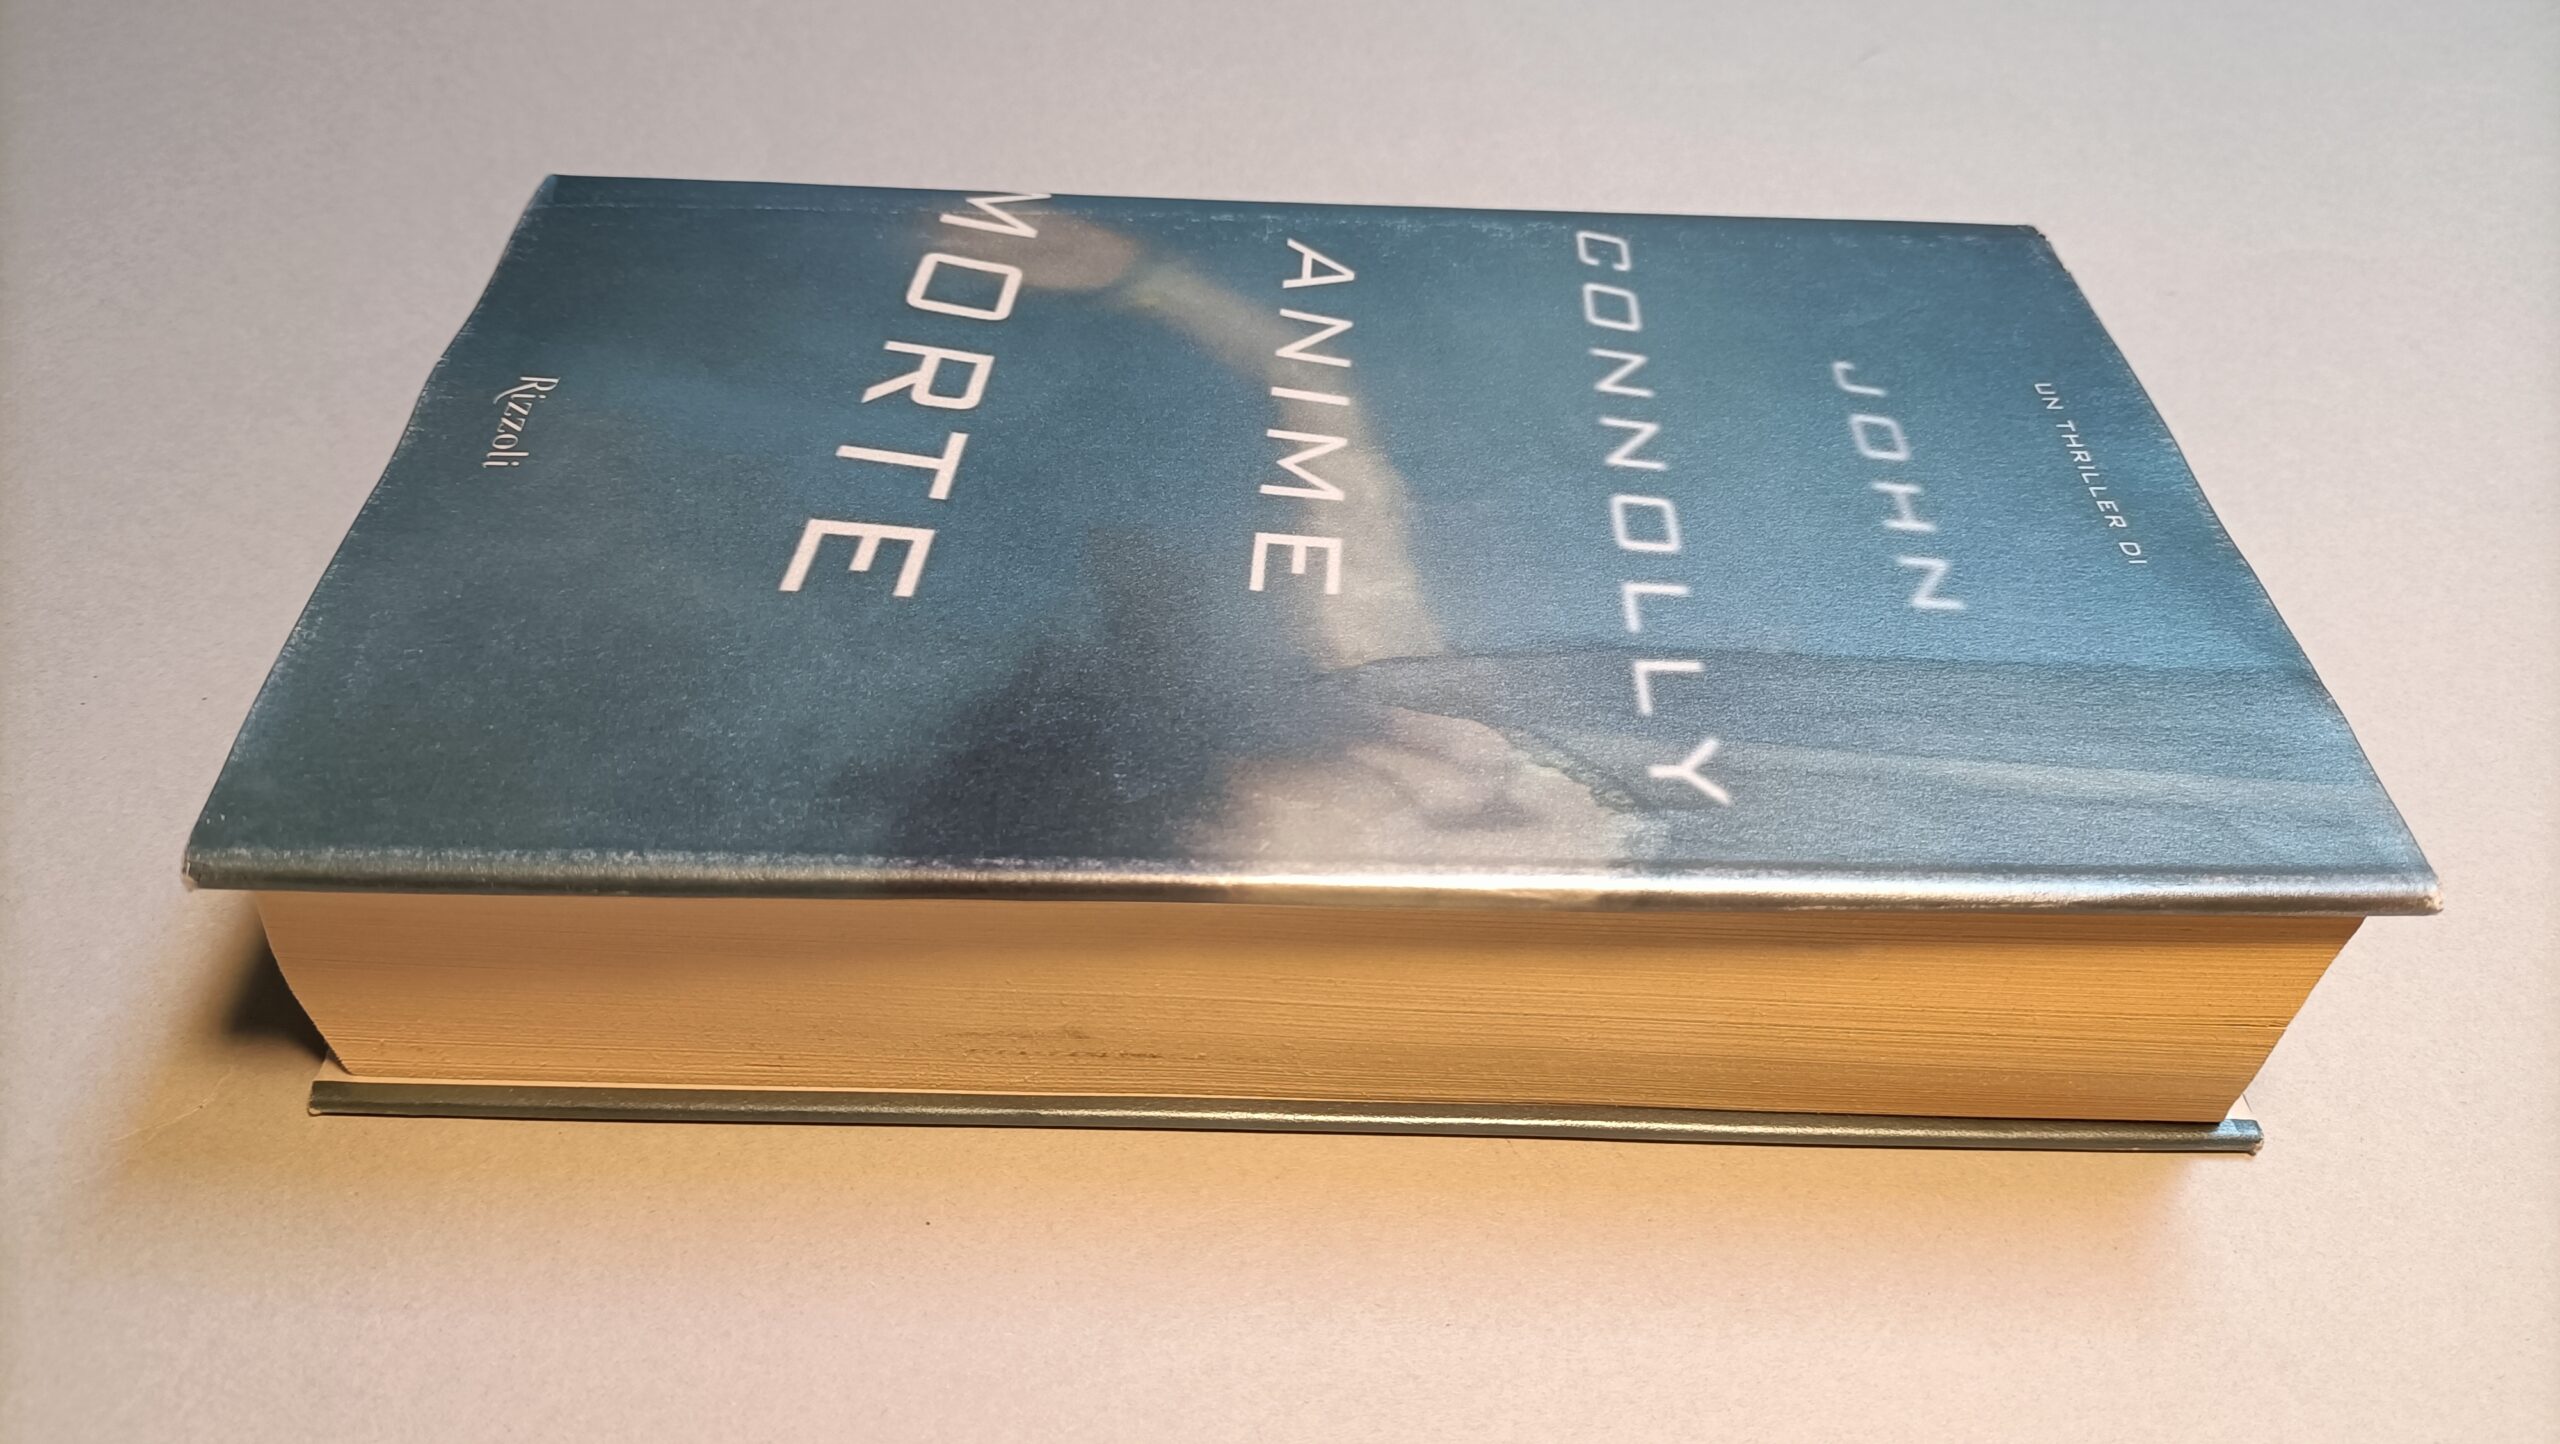 UN THRILLER DI
JOHN
CONNOLLY
ANIME
MORTE
Rizzoli